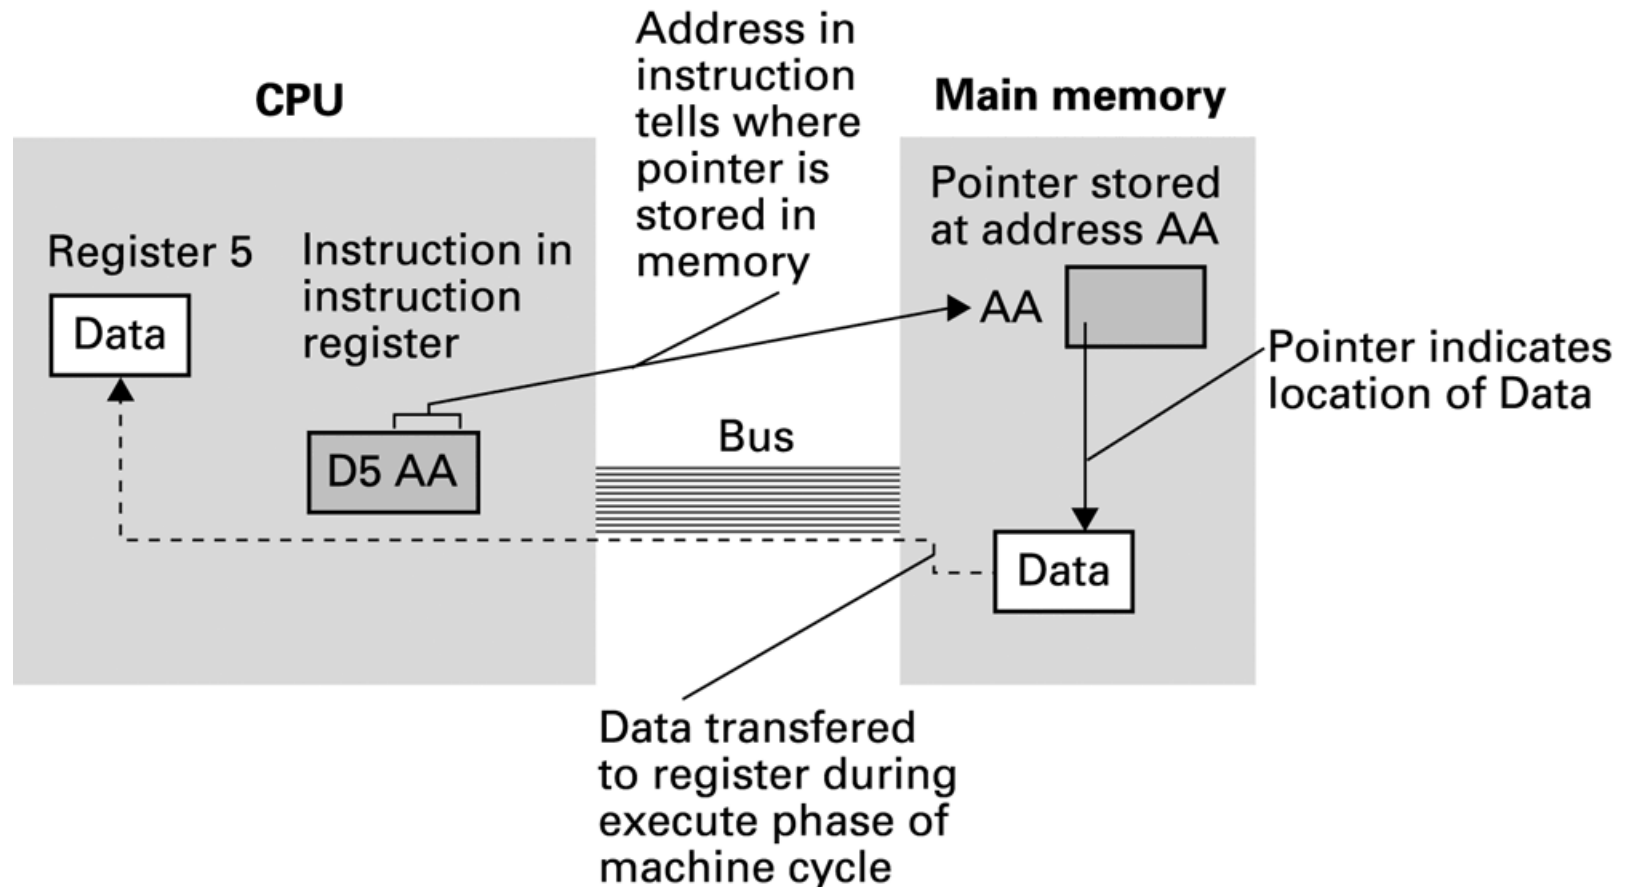 CPU
Register 5
Data
Instruction in
instruction
register
D5 AA
Address in
instruction
tells where
pointer is
stored in
memory
Bus
Main memory
Pointer stored
at address AA
AA
Pointer indicates
location of Data
Data
Data transfered
to register during
execute phase of
machine cycle